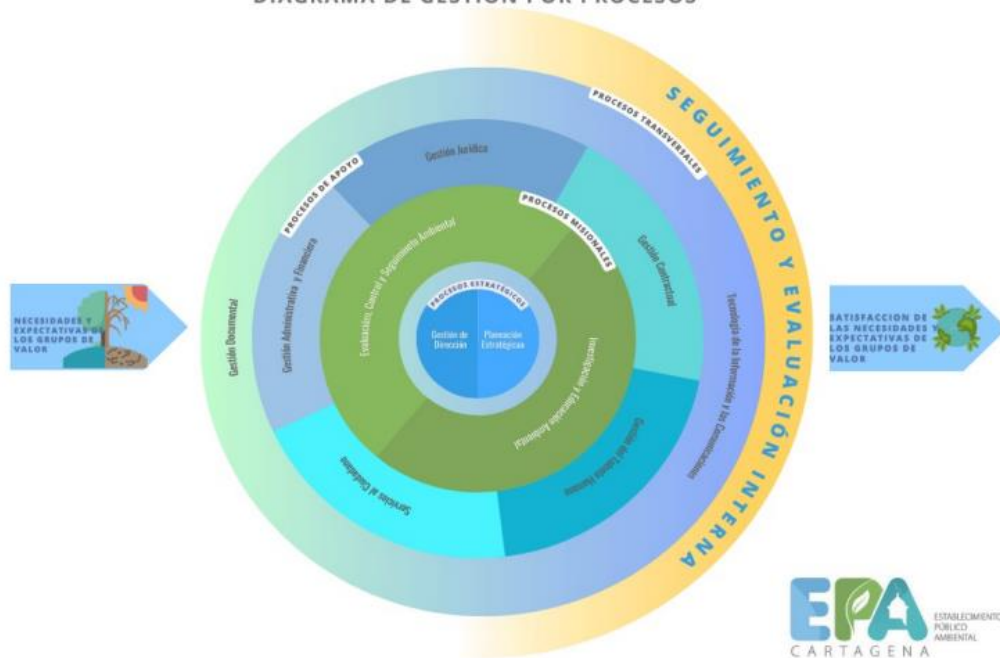 DIAGRAMA DE GESTIÓN POR PROCESOS
SEGUIMIENTO Y EVALUACIÓN INTERNA
PROCESOS TRANSVERSALES
PROCESOS DE APOYO
Gestión Jurídica
PROCESOS MISIONALES
Evaluación, Control y Seguimiento Ambiental
Gestión Contractual
Gestión Administrativa y Financiera
Gestión Documental
PROCESOS ESTRATÉGICOS
Gestión de
Dirección
Planeación
Estratégicas
Tecnología de la Información y las Comunicaciones
Investigación y Educación Ambiental
Gestión del Talento Humano
Servicios al Ciudadano
NECESIDADES Y
EXPECTATIVAS DE
LOS GRUPOS DE
VALOR
SATISFACCION DE
LAS NECESIDADES Y
EXPECTATIVAS DE
LOS GRUPOS DE
VALOR
EPA
CARTAGENA
ESTABLECIMIENTO
PÚBLICO
AMBIENTAL